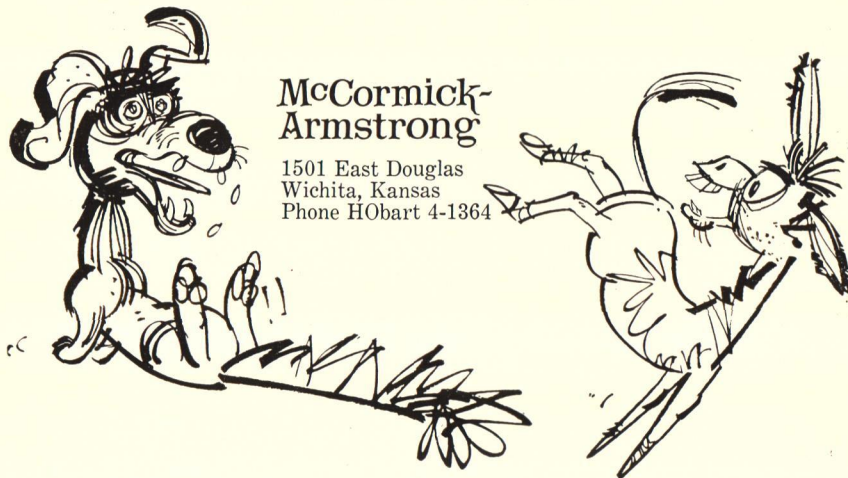 McCormick-
Armstrong
1501 East Douglas
Wichita, Kansas
Phone HObart 4-1364